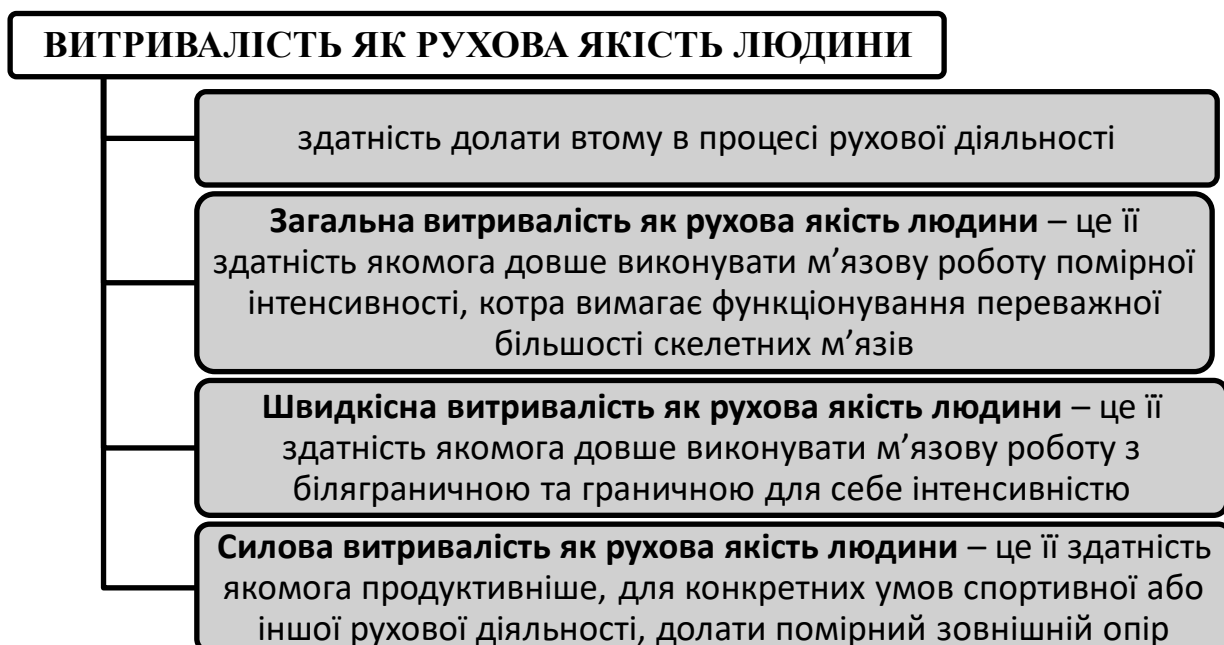 ВИТРИВАЛІСТЬ ЯК РУХОВА ЯКІСТЬ ЛЮДИНИ
здатність долати втому в процесі рухової діяльності
Загальна витривалість як рухова якість людини – це її
здатність якомога довше виконувати м’язову роботу помірної
інтенсивності, котра вимагає функціонування переважної
більшості скелетних м’язів
Швидкісна витривалість як рухова якість людини – це її
здатність якомога довше виконувати м’язову роботу з
біляграничною та граничною для себе інтенсивністю
Силова витривалість як рухова якість людини – це її здатність
якомога продуктивніше, для конкретних умов спортивної або
іншої рухової діяльності, долати помірний зовнішній опір